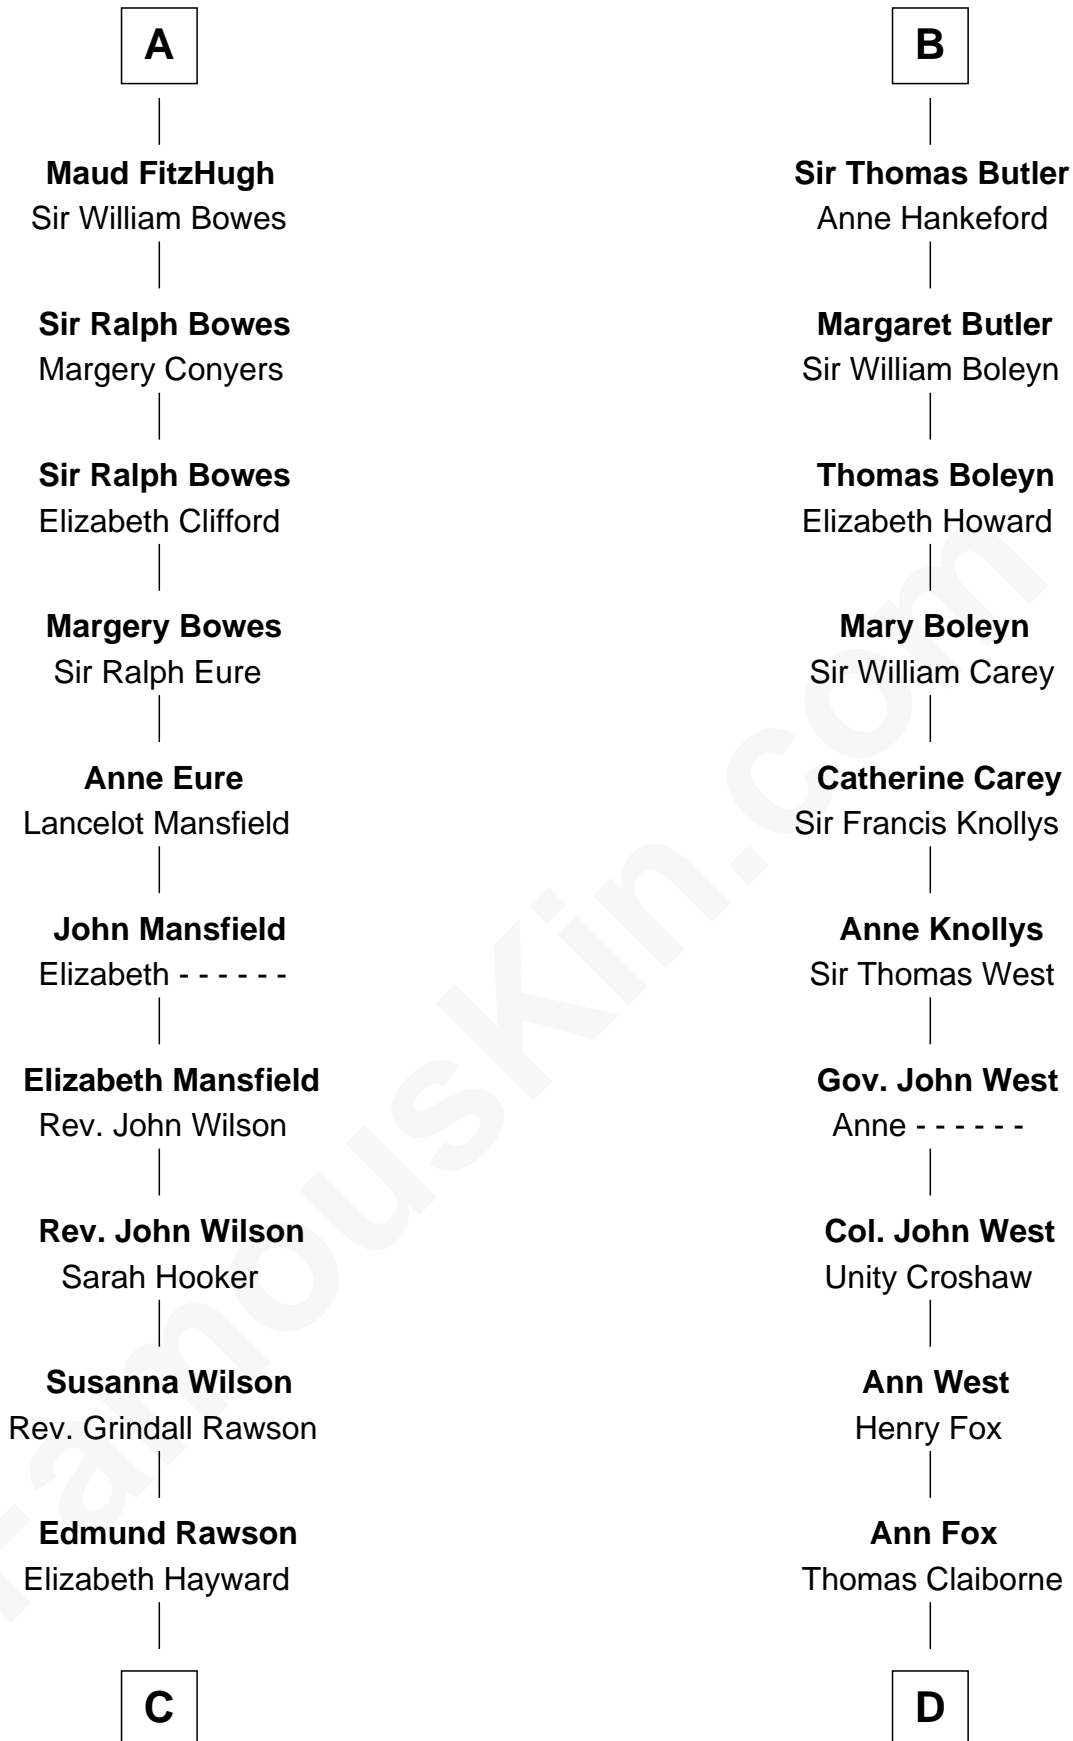 A
Maud FitzHugh
Sir William Bowes
Sir Ralph Bowes
Margery Conyers
Sir Ralph Bowes
Elizabeth Clifford
Margery Bowes
Sir Ralph Eure
Anne Eure
Lancelot Mansfield
John Mansfield
Elizabeth - - - - - -
Elizabeth Mansfield
Rev. John Wilson
Rev. John Wilson
Sarah Hooker
Susanna Wilson
Rev. Grindall Rawson
Edmund Rawson
Elizabeth Hayward
C
B
Sir Thomas Butler
Anne Hankeford
Margaret Butler
Sir William Boleyn
Thomas Boleyn
Elizabeth Howard
Mary Boleyn
Sir William Carey
Catherine Carey
Sir Francis Knollys
Anne Knollys
Sir Thomas West
Gov. John West
Anne - - - - - -
Col. John West
Unity Croshaw
Ann West
Henry Fox
Ann Fox
Thomas Claiborne
D
FamousKin.com